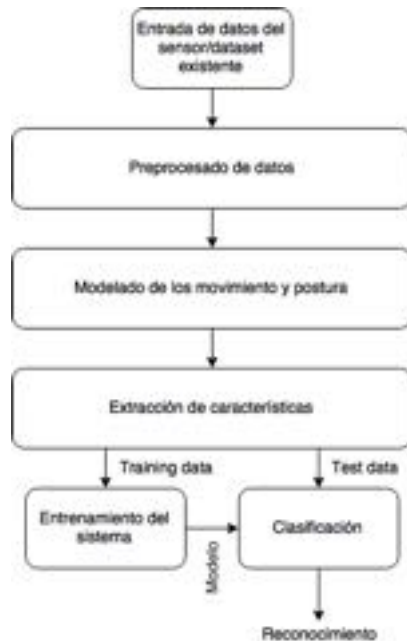 Entrada de datos del
sensor/dataset
existente
Preprocesado de datos
Modelado de los movimiento y postura
Extracción de características
Training data
Test data
Entrenamiento del
sistema
Modelo
Clasificación
Reconocimiento